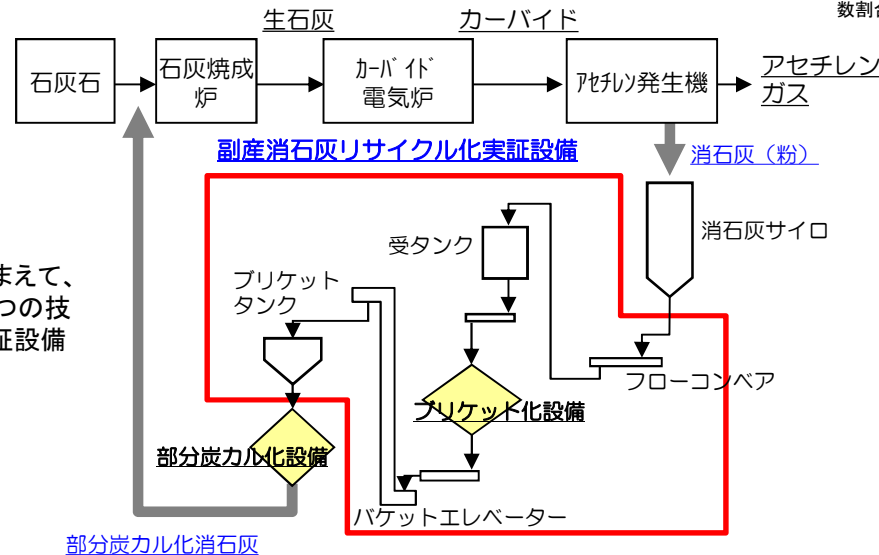 数割合
生石灰
カーバイド
石灰石
石灰焼成
炉
カーバイド
電気炉
アセチレン発生機
アセチレン
ガス
副産消石灰リサイクル化実証設備
消石灰（粉）
受タンク
消石灰サイロ
まえて、
つの技
証設備
ブリケット
タンク
フローコンベア
ブリケット化設備
部分炭カル化設備
バケットエレベーター
部分炭カル化消石灰